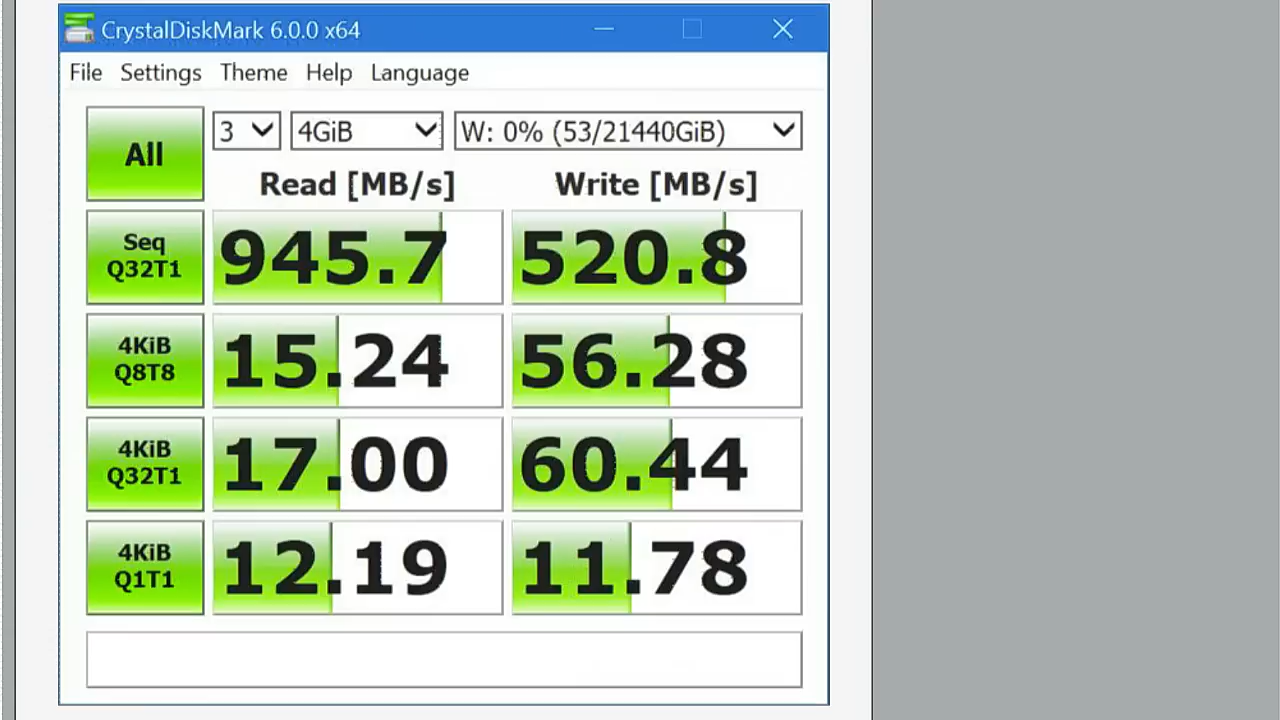 CrystalDiskMark 6.0.0 x64
File Settings Theme Help Language
All 3 4GiB W: 0% (53/21440GiB)
Read [MB/s] Write [MB/s]
Seq
Q32T1
945.7 520.8
4KiB
Q8T8
15.24 56.28
4KiB
Q32T1
17.00 60.44
4KiB
Q1T1
12.19 11.78